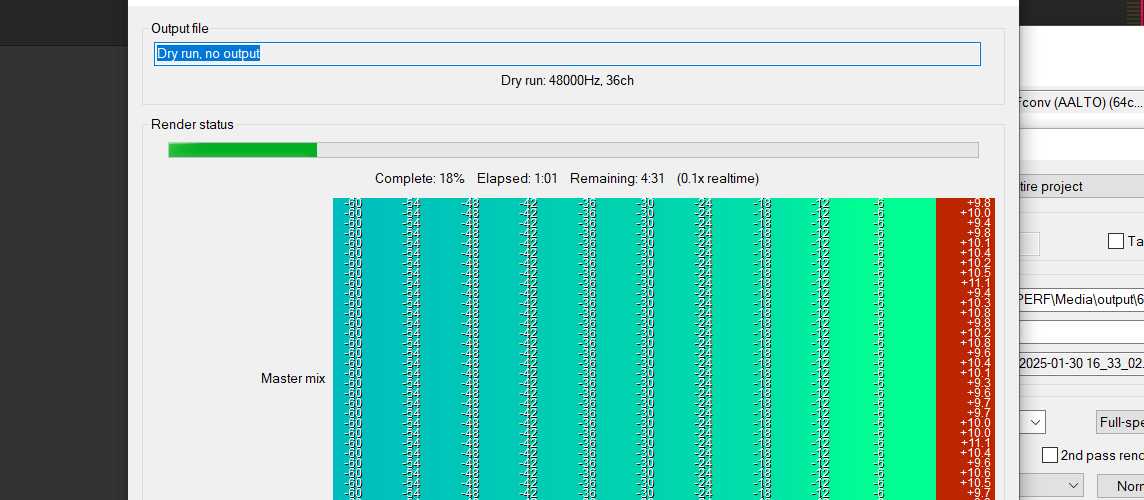 Output file
Dry run, no output
Dry run: 48000Hz, 36ch
Fconv (AALTO) (64c...
Render status
Complete: 18% Elapsed: 1:01 Remaining: 4:31 (0.1x realtime)
tire project
-60 -54 -48 -42 -36 -30 -24 -18 -12 -6 +9.8
-60 -54 -48 -42 -36 -30 -24 -18 -12 -6 +10.0
-60 -54 -48 -42 -36 -30 -24 -18 -12 -6 +9.4
-60 -54 -48 -42 -36 -30 -24 -18 -12 -6 +9.8
-60 -54 -48 -42 -36 -30 -24 -18 -12 -6 +10.1
Ta
-60 -54 -48 -42 -36 -30 -24 -18 -12 -6 +10.4
-60 -54 -48 -42 -36 -30 -24 -18 -12 -6 +10.2
-60 -54 -48 -42 -36 -30 -24 -18 -12 -6 +10.5
-60 -54 -48 -42 -36 -30 -24 -18 -12 -6 +11.1
-60 -54 -48 -42 -36 -30 -24 -18 -12 -6 +9.4
-60 -54 -48 -42 -36 -30 -24 -18 -12 -6 +10.3
PERF\Media\output\6
-60 -54 -48 -42 -36 -30 -24 -18 -12 -6 +10.8
-60 -54 -48 -42 -36 -30 -24 -18 -12 -6 +9.8
-60 -54 -48 -42 -36 -30 -24 -18 -12 -6 +10.2
-60 -54 -48 -42 -36 -30 -24 -18 -12 -6 +10.8
-60 -54 -48 -42 -36 -30 -24 -18 -12 -6 +9.6
-60 -54 -48 -42 -36 -30 -24 -18 -12 -6 +10.4
2025-01-30 16_33_02.
-60 -54 -48 -42 -36 -30 -24 -18 -12 -6 +10.1
Master mix
-60 -54 -48 -42 -36 -30 -24 -18 -12 -6 +9.3
-60 -54 -48 -42 -36 -30 -24 -18 -12 -6 +9.6
-60 -54 -48 -42 -36 -30 -24 -18 -12 -6 +9.7
-60 -54 -48 -42 -36 -30 -24 -18 -12 -6 +9.7
-60 -54 -48 -42 -36 -30 -24 -18 -12 -6 +10.0
Full-spe
-60 -54 -48 -42 -36 -30 -24 -18 -12 -6 +10.0
-60 -54 -48 -42 -36 -30 -24 -18 -12 -6 +11.1
-60 -54 -48 -42 -36 -30 -24 -18 -12 -6 +10.4
2nd pass rend
-60 -54 -48 -42 -36 -30 -24 -18 -12 -6 +9.6
-60 -54 -48 -42 -36 -30 -24 -18 -12 -6 +10.6
-60 -54 -48 -42 -36 -30 -24 -18 -12 -6 +10.5
Norr
-60 -54 -48 -42 -36 -30 -24 -18 -12 -6 +9.7